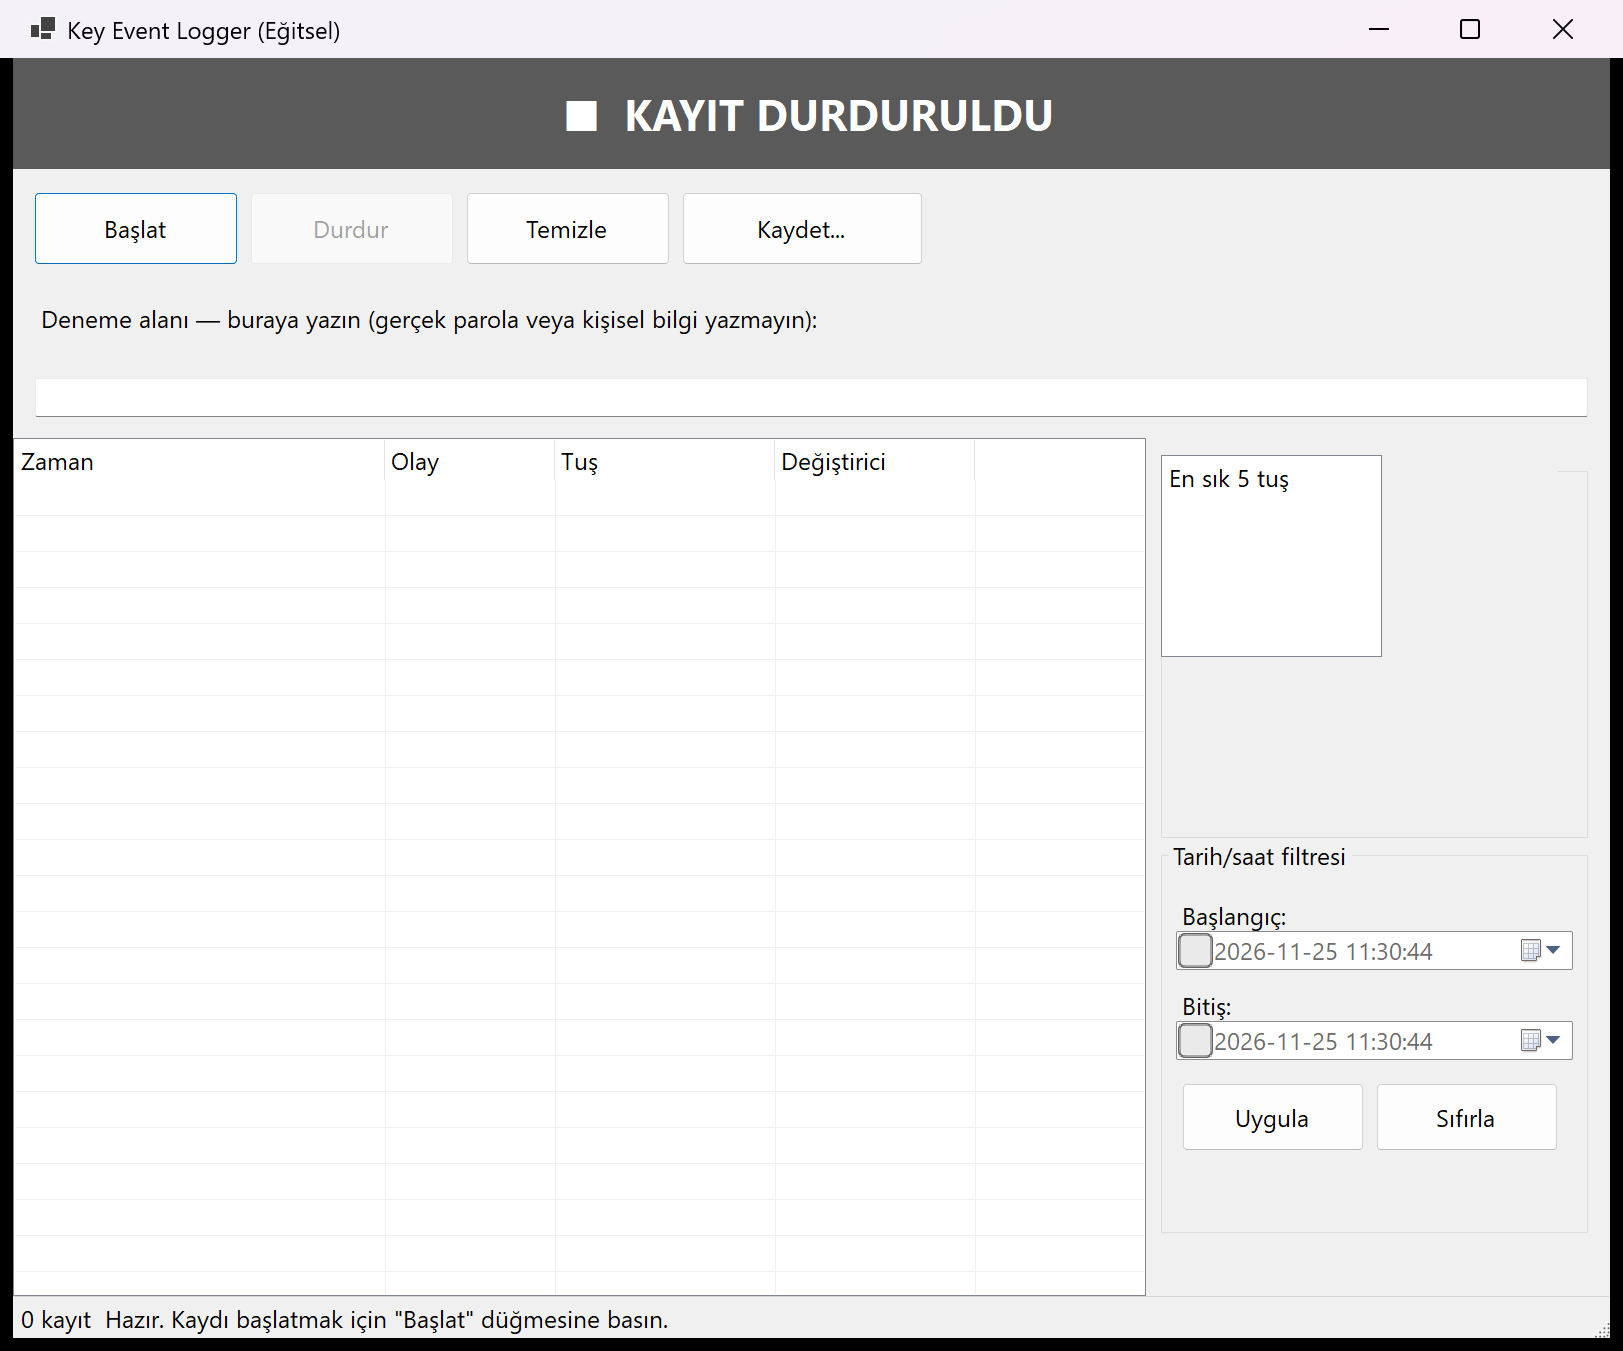 Key Event Logger (Eğitsel)
KAYIT DURDURULDU
Başlat Durdur Temizle Kaydet...
Deneme alanı — buraya yazın (gerçek parola veya kişisel bilgi yazmayın):
Zaman Olay Tuş Değiştirici
En sık 5 tuş
Tarih/saat filtresi
Başlangıç:
2026-11-25 11:30:44
Bitiş:
2026-11-25 11:30:44
Uygula Sıfırla
0 kayıt Hazır. Kaydı başlatmak için "Başlat" düğmesine basın.